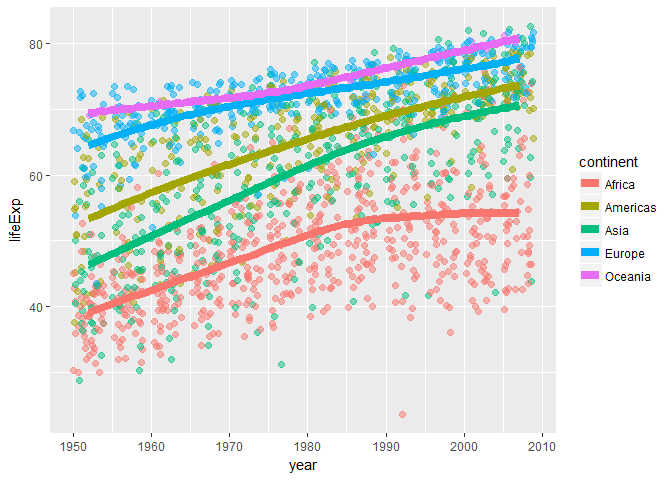 80
60
40
lifeExp
1950 1960 1970 1980 1990 2000 2010
year
continent
Africa
Americas
Asia
Europe
Oceania